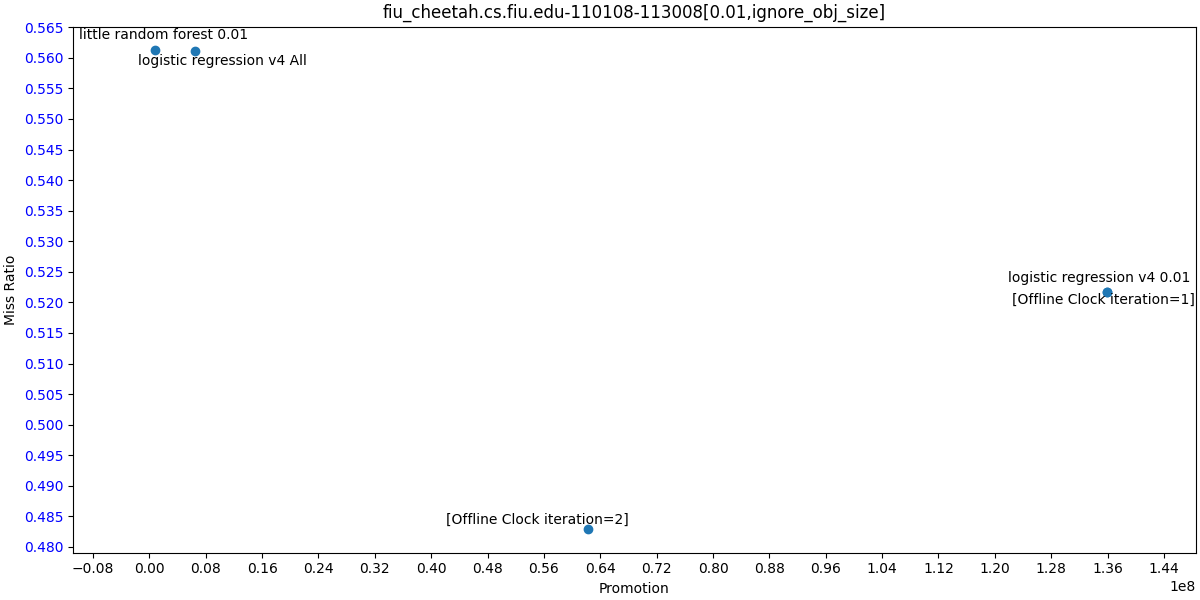 fiu_cheetah.cs.fiu.edu-110108-113008[0.01,ignore_obj_size]
0.565
0.560
0.555
0.550
0.545
0.540
0.535
0.530
0.525
0.520
0.515
0.510
0.505
0.500
0.495
0.490
0.485
0.480
Miss Ratio
little random forest 0.01
logistic regression v4 All
logistic regression v4 0.01
[Offline Clock iteration=1]
[Offline Clock iteration=2]
−0.08 0.00 0.08 0.16 0.24 0.32 0.40 0.48 0.56 0.64 0.72 0.80 0.88 0.96 1.04 1.12 1.20 1.28 1.36 1.44
1e8
Promotion